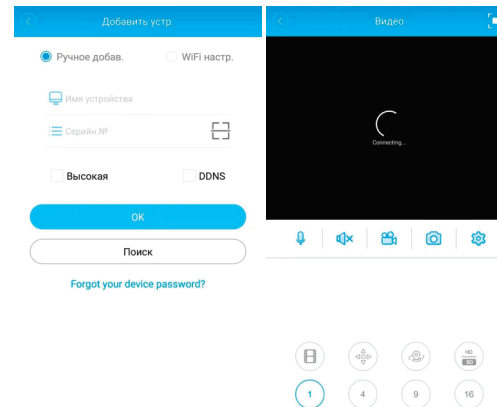 Добавить устр.
Ручное добав.
WiFi настр.
Имя устройства
Серийн.№
Высокая
DDNS
OK
Поиск
Forgot your device password?
Видео
Connecting...
HD
SD
1
4
9
16